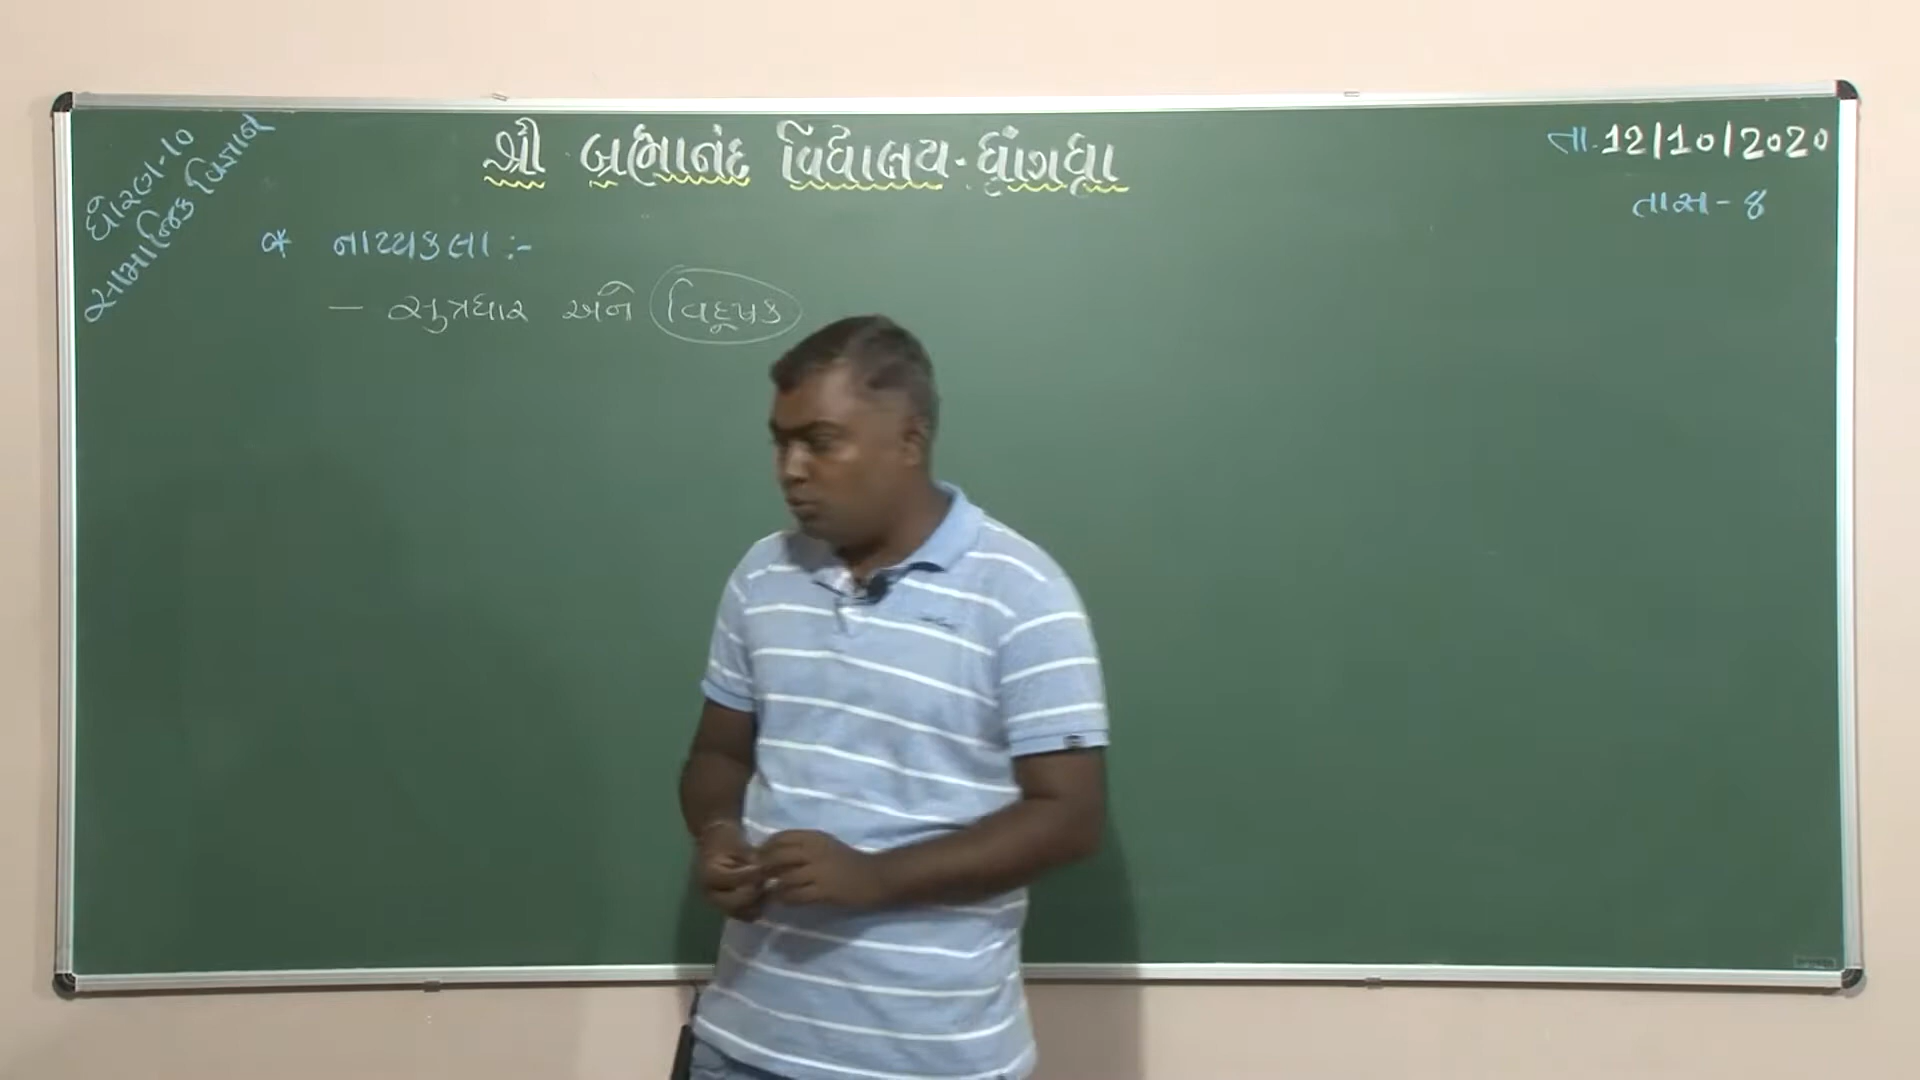 ધોરણ-10
સામાજિક વિજ્ઞાન
શ્રી બ્રહ્માનંદ વિદ્યાલય-ધ્રાંગધ્રા
તા.12/10/2020
તાસ-8
* નાટ્યકલા :-
- સુત્રધાર અને વિદૂષક